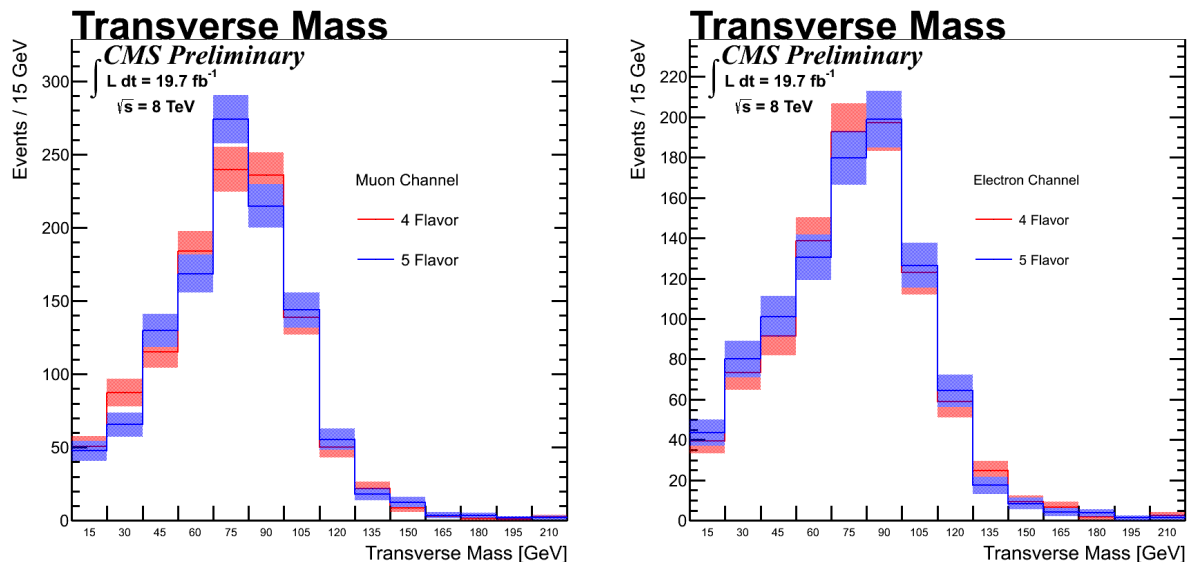 Transverse Mass
CMS Preliminary
∫ L dt = 19.7 fb⁻¹
√s = 8 TeV
Events / 15 GeV
300
250
200
150
100
50
0
Muon Channel
4 Flavor
5 Flavor
15 30 45 60 75 90 105 120 135 150 165 180 195 210
Transverse Mass [GeV]
Transverse Mass
CMS Preliminary
∫ L dt = 19.7 fb⁻¹
√s = 8 TeV
Events / 15 GeV
220
200
180
160
140
120
100
80
60
40
20
0
Electron Channel
4 Flavor
5 Flavor
15 30 45 60 75 90 105 120 135 150 165 180 195 210
Transverse Mass [GeV]